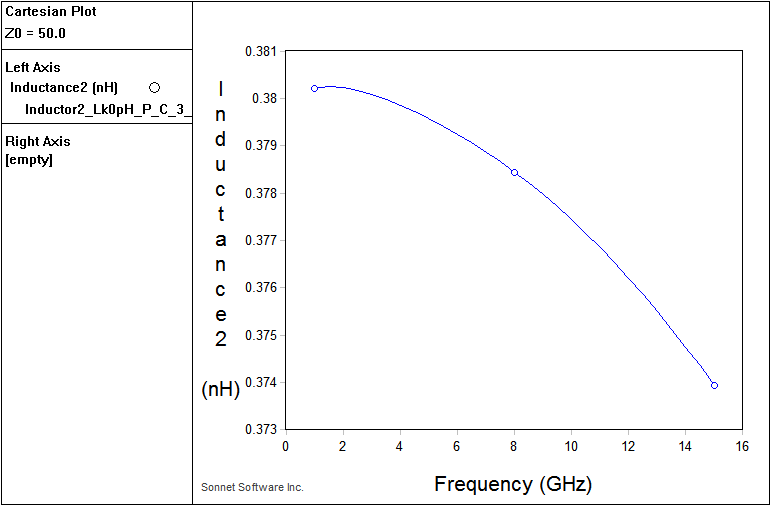 Cartesian Plot
Z0 = 50.0
Left Axis
Inductance2 (nH)
Inductor2_Lk0pH_P_C_3_
Right Axis
[empty]
Inductance2
(nH)
0.381
0.38
0.379
0.378
0.377
0.376
0.375
0.374
0.373
0 2 4 6 8 10 12 14 16
Frequency (GHz)
Sonnet Software Inc.